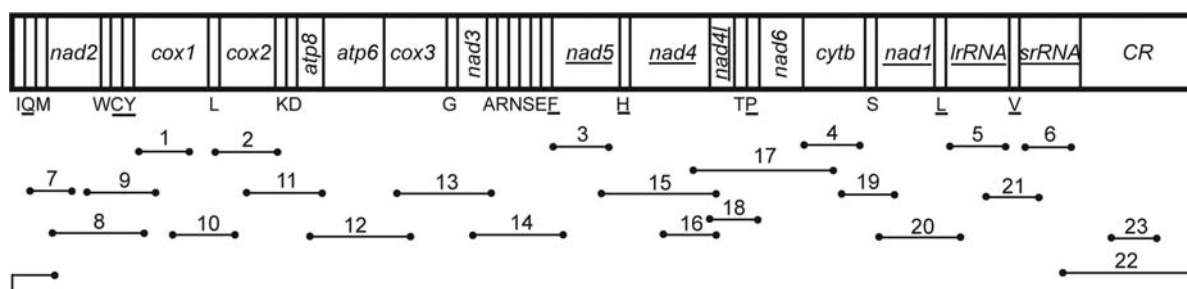 nad2 cox1 cox2 atp8 atp6 cox3 nad3 nad5 nad4 nad4l nad6 cytb nad1 lrRNA srRNA CR
IQM WCY L KD G ARNSEF H TP S L V
1 2 3 4 5 6
7 9 11 13 15 17 19 21
8 10 12 14 16 18 20 23
22